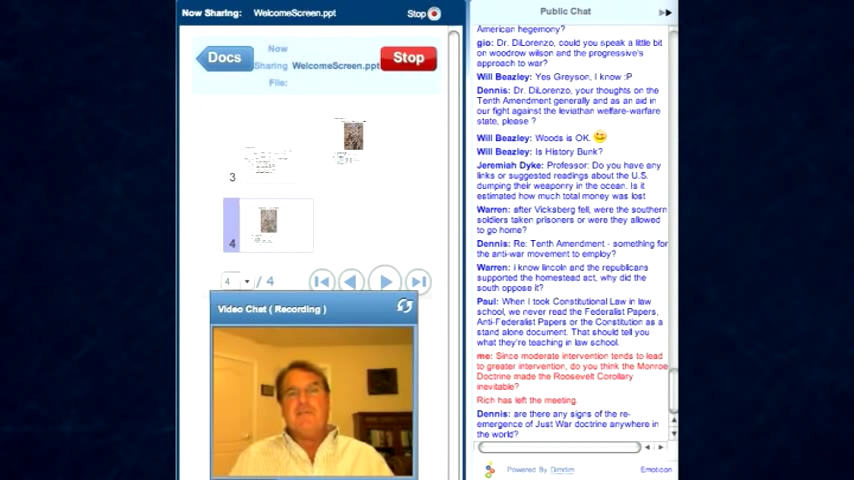 Now Sharing: WelcomeScreen.ppt Stop
Docs
Now
Sharing WelcomeScreen.ppt
File:
Stop
3
4
4 / 4
Video Chat ( Recording )
Public Chat
American hegemony?
gio: Dr. DiLorenzo, could you speak a little bit
on woodrow wilson and the progressive's
approach to war?
Will Beazley: Yes Greyson, I know :P
Dennis: Dr. DiLorenzo, your thoughts on the
Tenth Amendment generally and as an aid in
our fight against the leviathan welfare-warfare
state, please ?
Will Beazley: Woods is OK.
Will Beazley: Is History Bunk?
Jeremiah Dyke: Professor: Do you have any
links or suggested readings about the U.S.
dumping their weaponry in the ocean. Is it
estimated how much total money was lost
Warren: after Vicksberg fell, were the southern
soldiers taken prisoners or were they allowed
to go home?
Dennis: Re: Tenth Amendment - something for
the anti-war movement to employ?
Warren: I know lincoln and the republicans
supported the homestead act, why did the
south oppose it?
Paul: When I took Constitutional Law in law
school, we never read the Federalist Papers,
Anti-Federalist Papers or the Constitution as a
stand alone document. That should tell you
what they're teaching in law school.
me: Since moderate intervention tends to lead
to greater intervention, do you think the Monroe
Doctrine made the Roosevelt Corollary
inevitable?
Rich has left the meeting.
Dennis: are there any signs of the re-
emergence of Just War doctrine anywhere in
the world?
Powered By Dimdim Emoticon